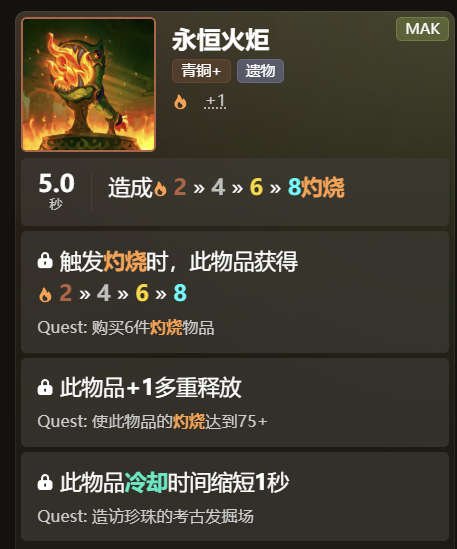 永恒火炬
MAK
青铜+ 遗物
+1
5.0
秒
造成 2 » 4 » 6 » 8灼烧
触发灼烧时，此物品获得
2 » 4 » 6 » 8
Quest: 购买6件灼烧物品
此物品+1多重释放
Quest: 使此物品的灼烧达到75+
此物品冷却时间缩短1秒
Quest: 造访珍珠的考古发掘场